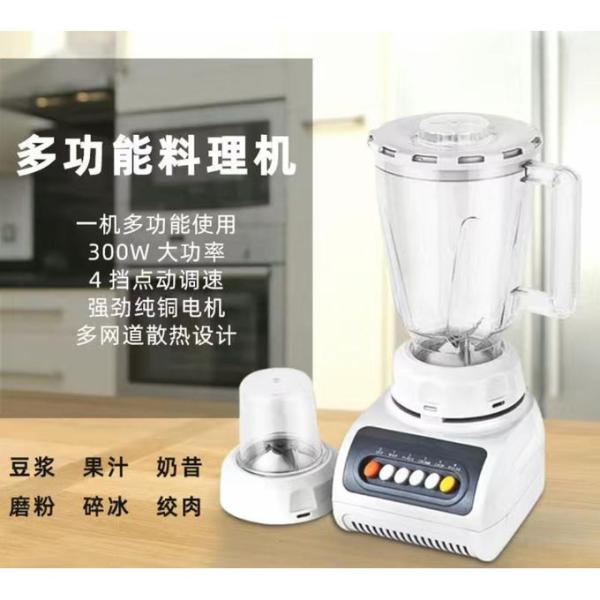 多功能料理机
一机多功能使用
300W 大功率
4 挡点动调速
强劲纯铜电机
多网道散热设计
豆浆 果汁 奶昔
磨粉 碎冰 绞肉